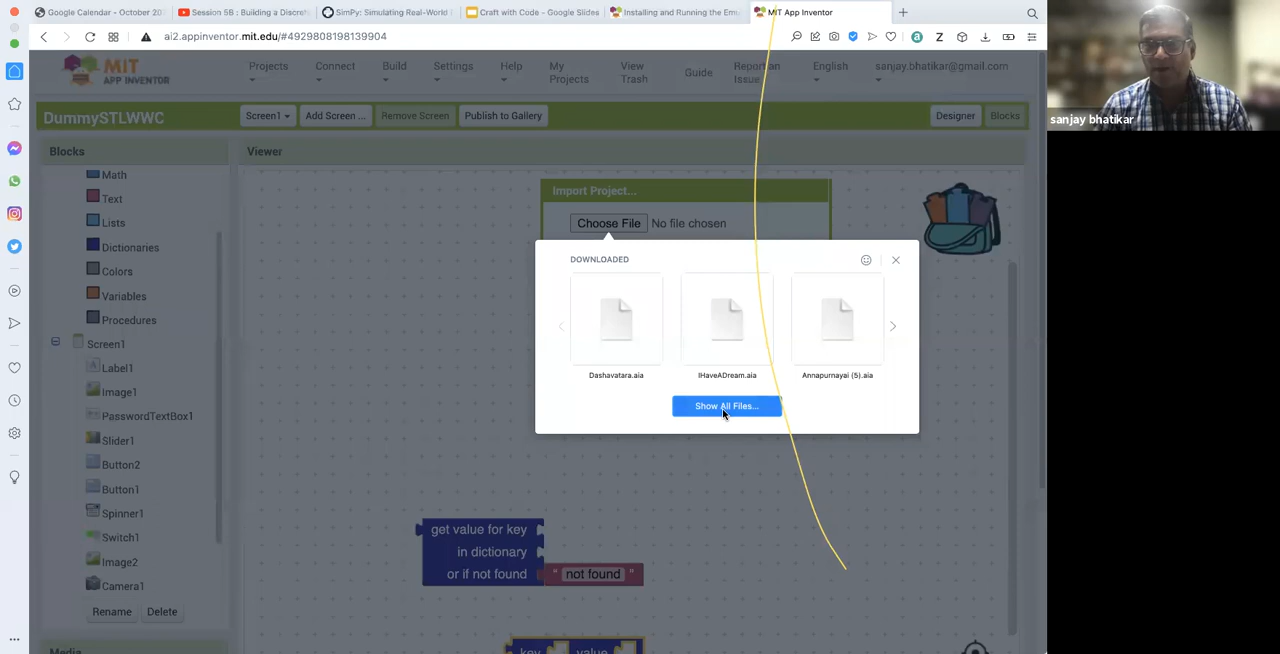 Google Calendar - October 20
Session 5B : Building a Discret
SimPy: Simulating Real-World E
Craft with Code - Google Slides
Installing and Running the Emu
MIT App Inventor
ai2.appinventor.mit.edu/#4929808198139904
MIT
APP INVENTOR
Projects
Connect
Build
Settings
Help
My Projects
View Trash
Guide
Report an Issue
English
sanjay.bhatikar@gmail.com
DummySTLWWC
Screen1
Add Screen ...
Remove Screen
Publish to Gallery
Designer
Blocks
sanjay bhatikar
Blocks
Viewer
Math
Text
Lists
Dictionaries
Colors
Variables
Procedures
Screen1
Label1
Image1
PasswordTextBox1
Slider1
Button2
Button1
Spinner1
Switch1
Image2
Camera1
Rename
Delete
Media
Import Project...
Choose File
No file chosen
DOWNLOADED
Dashavatara.aia
IHaveADream.aia
Annapurnayai (5).aia
Show All Files...
get value for key
in dictionary
or if not found
" not found "
key
value